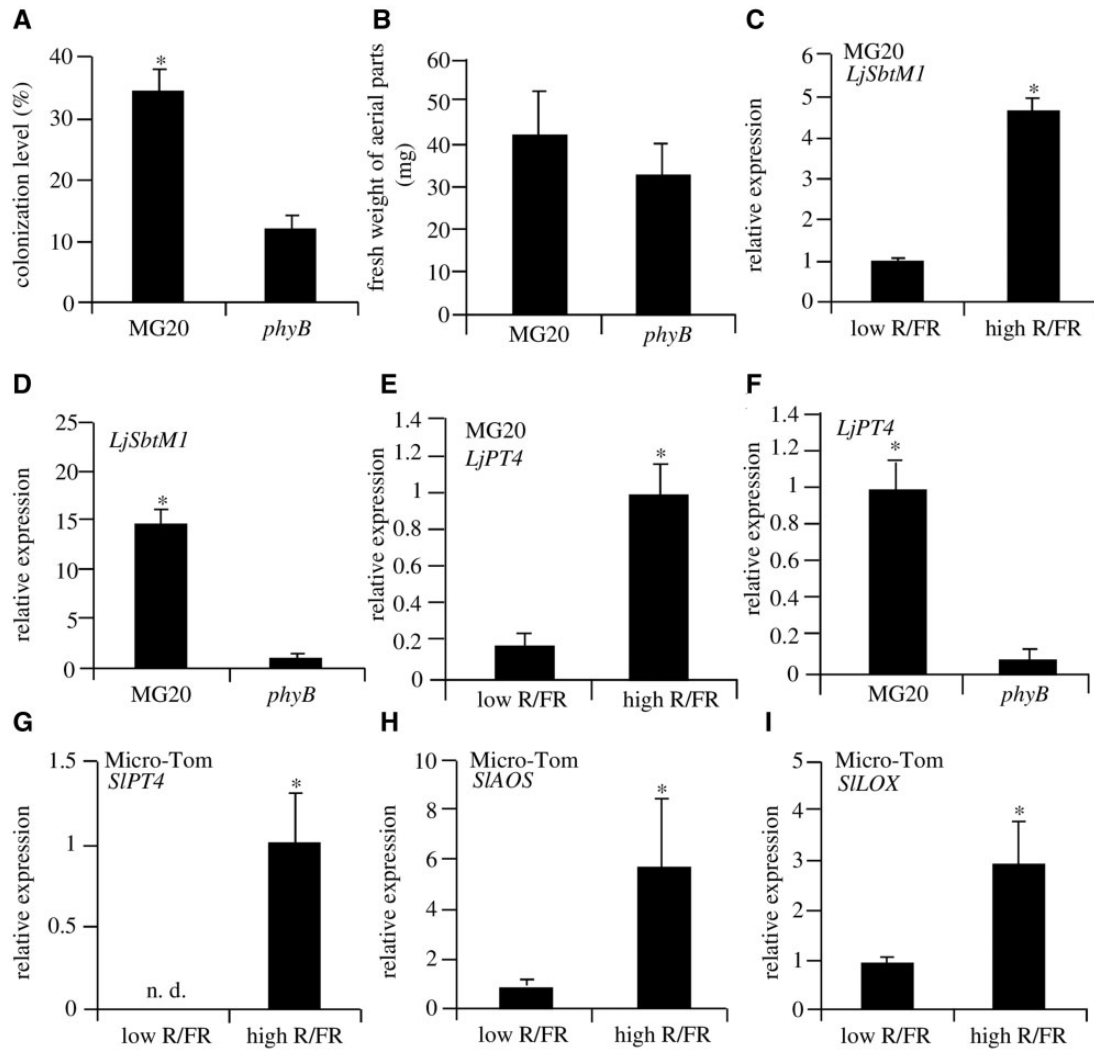 A
colonization level (%)
40
30
20
10
0
*
MG20 phyB
B
fresh weight of aerial parts
(mg)
60
50
40
30
20
10
0
MG20 phyB
C
relative expression
MG20
LjSbtM1
6
5
4
3
2
1
0
*
low R/FR high R/FR
D
relative expression
LjSbtM1
25
20
15
10
5
0
*
MG20 phyB
E
relative expression
MG20
LjPT4
1.4
1.2
1
0.8
0.6
0.4
0.2
0
*
low R/FR high R/FR
F
relative expression
LjPT4
1.4
1.2
1
0.8
0.6
0.4
0.2
0
*
MG20 phyB
G
relative expression
Micro-Tom
SlPT4
1.5
1
0.5
0
n. d.
*
low R/FR high R/FR
H
relative expression
Micro-Tom
SlAOS
10
8
6
4
2
0
*
low R/FR high R/FR
I
relative expression
Micro-Tom
SlLOX
5
4
3
2
1
0
*
low R/FR high R/FR